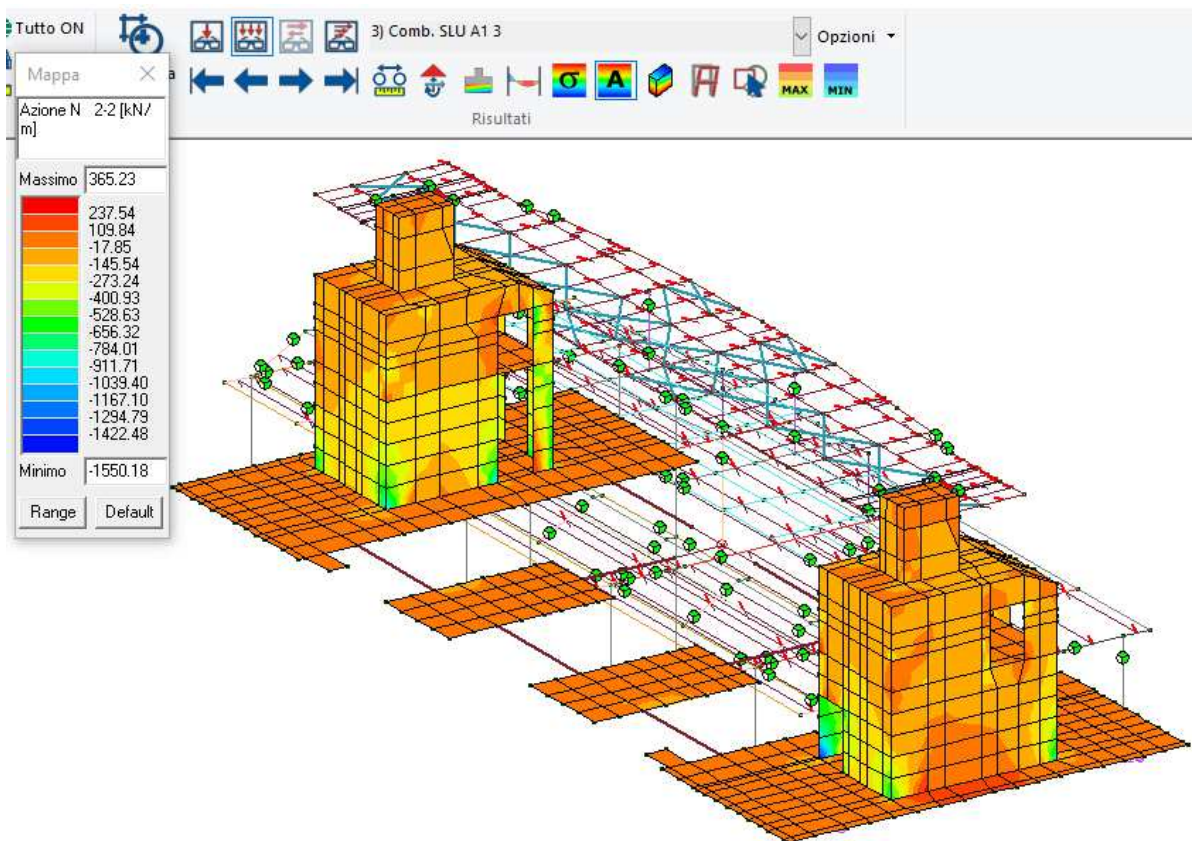 Tutto ON
3) Comb. SLU A1 3
Opzioni
Mappa
a
σ
A
MAX
MIN
Risultati
Azione N 2-2 [kN/
m]
Massimo 365.23
237.54
109.84
-17.85
-145.54
-273.24
-400.93
-528.63
-656.32
-784.01
-911.71
-1039.40
-1167.10
-1294.79
-1422.48
Minimo -1550.18
Range Default